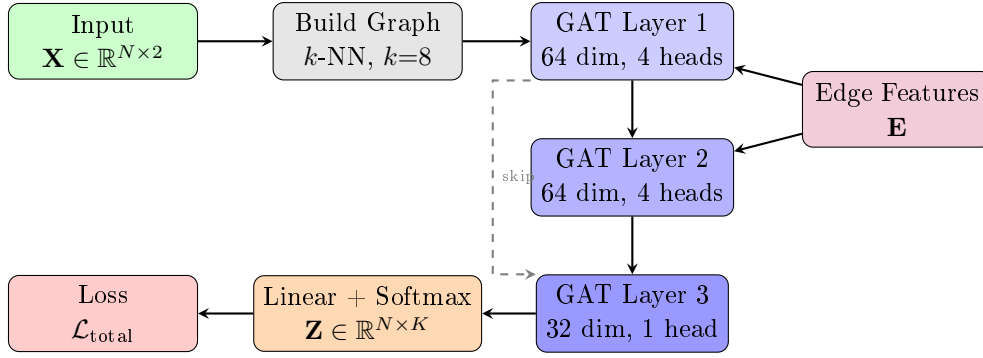 Input
𝐗 ∈ ℝ^{N×2}
Build Graph
k-NN, k=8
GAT Layer 1
64 dim, 4 heads
Edge Features
𝐄
GAT Layer 2
64 dim, 4 heads
skip
Loss
ℒ_total
Linear + Softmax
𝐙 ∈ ℝ^{N×K}
GAT Layer 3
32 dim, 1 head